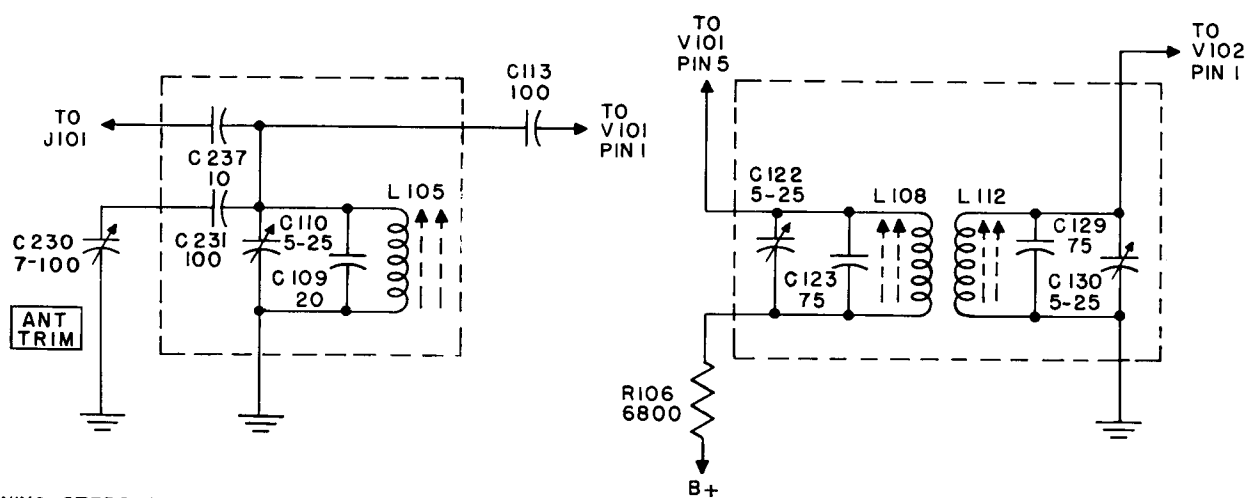 TO
J101
C237
10
C113
100
TO
V101
PIN 1
C230
7-100
C231
100
C110
5-25
C109
20
L105
ANT
TRIM
TO
V101
PIN 5
TO
V102
PIN 1
C122
5-25
C123
75
L108
L112
C129
75
C130
5-25
R106
6800
B+